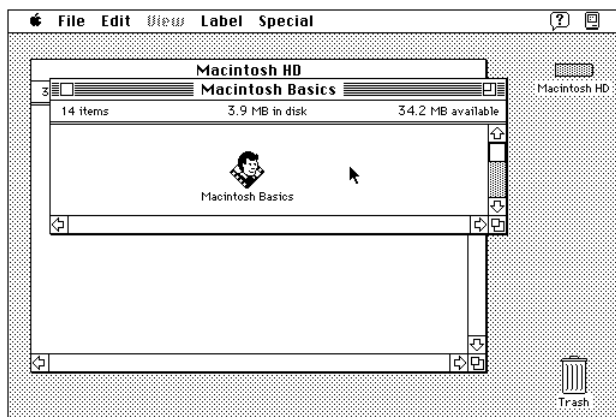 File Edit View Label Special
Macintosh HD
3
Macintosh Basics
14 items 3.9 MB in disk 34.2 MB available
Macintosh HD
Macintosh Basics
Trash